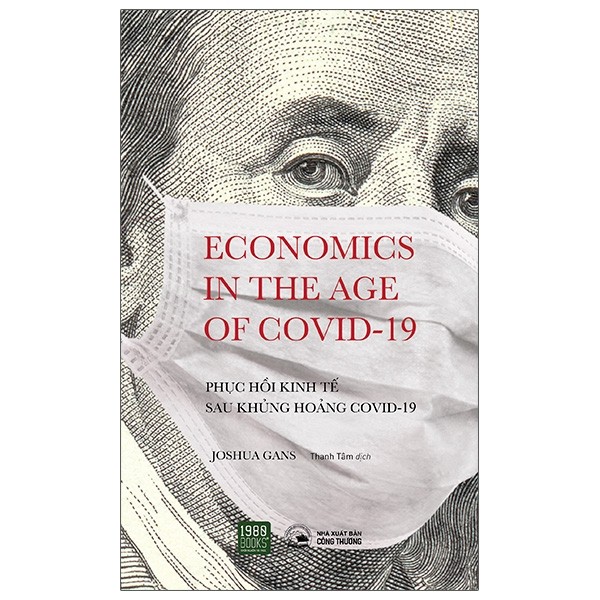 ECONOMICS
IN THE AGE
OF COVID-19
PHỤC HỒI KINH TẾ
SAU KHỦNG HOẢNG COVID-19
JOSHUA GANS Thanh Tâm dịch
1980
BOOKS
NHÀ XUẤT BẢN
CÔNG THƯƠNG